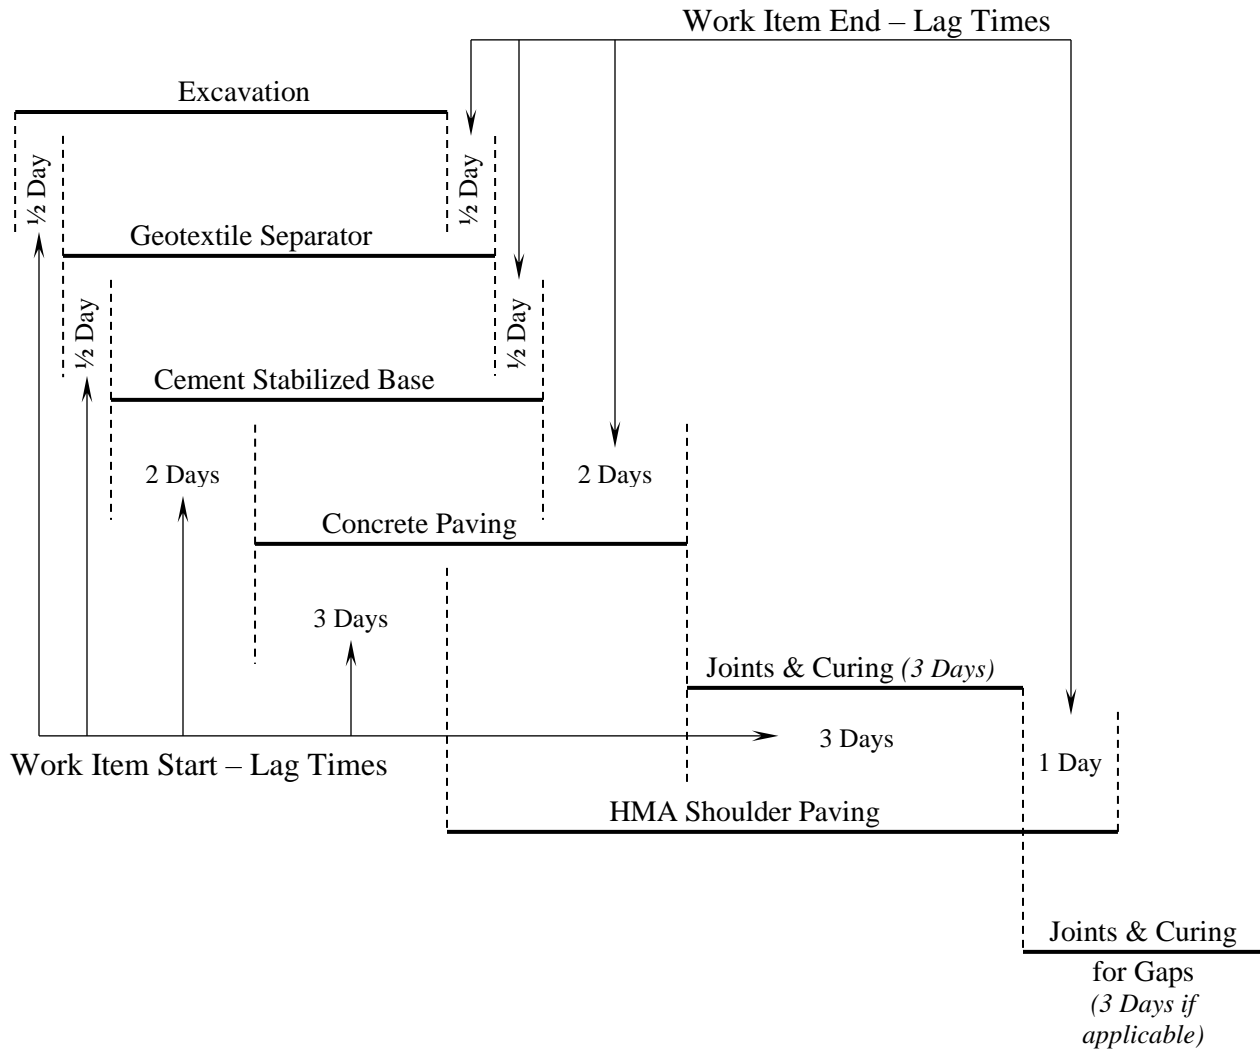 Work Item End – Lag Times
Excavation
½ Day
½ Day
Geotextile Separator
½ Day
½ Day
Cement Stabilized Base
2 Days
2 Days
Concrete Paving
3 Days
Joints & Curing (3 Days)
3 Days
Work Item Start – Lag Times
1 Day
HMA Shoulder Paving
Joints & Curing
for Gaps
(3 Days if
applicable)